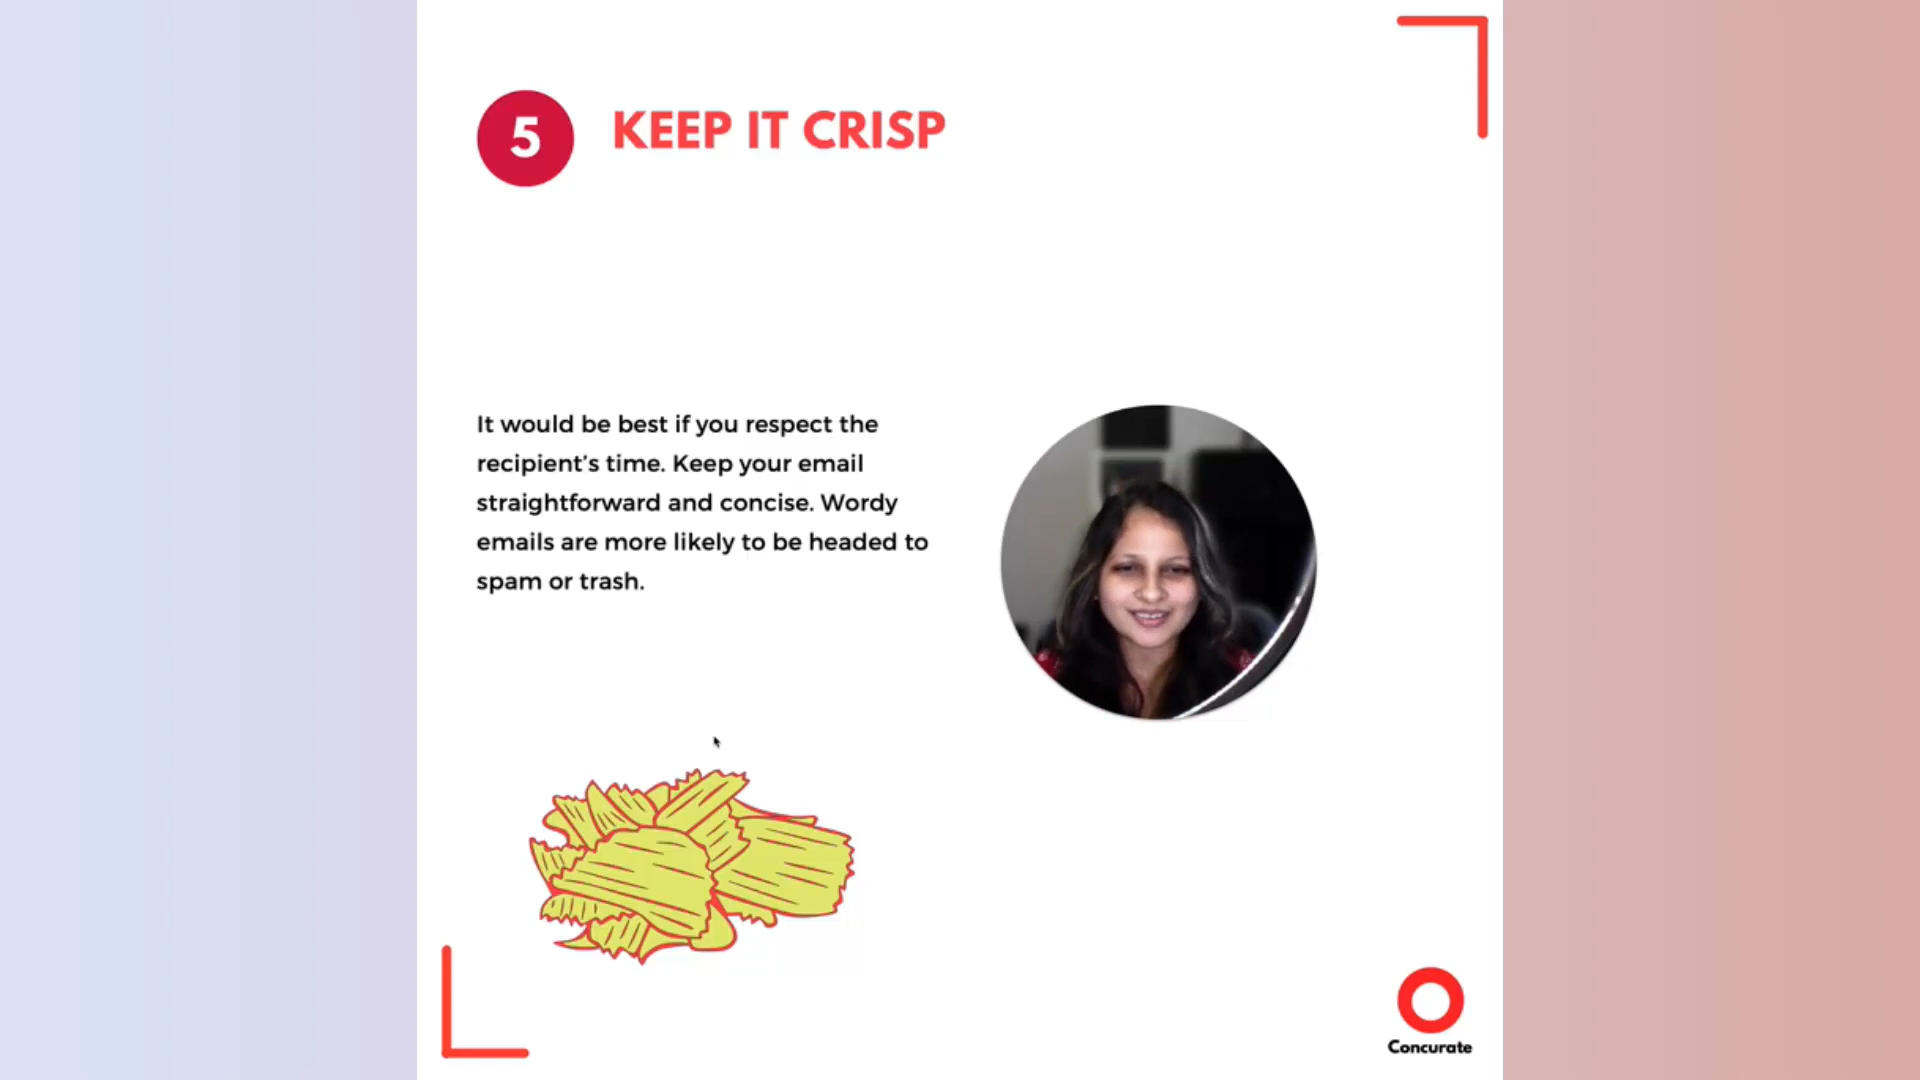 5
KEEP IT CRISP
It would be best if you respect the
recipient's time. Keep your email
straightforward and concise. Wordy
emails are more likely to be headed to
spam or trash.
Concurate